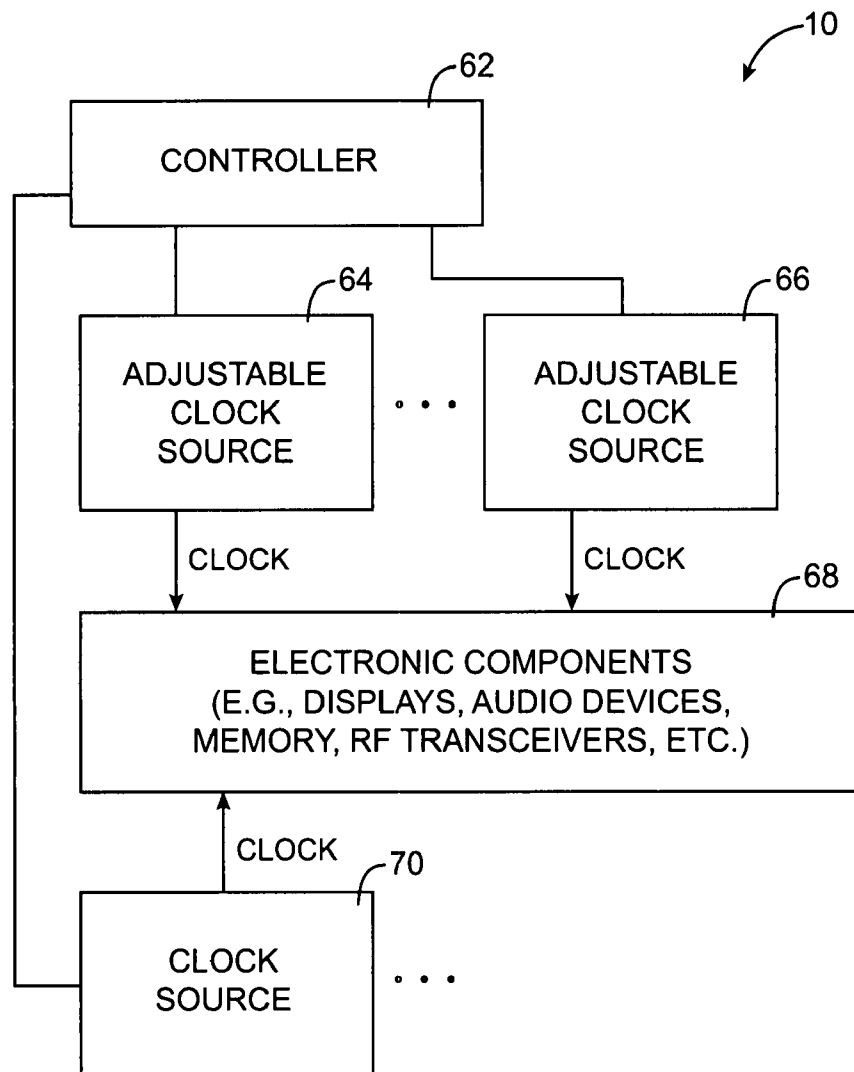 10
62
CONTROLLER
64
66
ADJUSTABLE
CLOCK
SOURCE
ADJUSTABLE
CLOCK
SOURCE
CLOCK
CLOCK
68
ELECTRONIC COMPONENTS
(E.G., DISPLAYS, AUDIO DEVICES,
MEMORY, RF TRANSCEIVERS, ETC.)
CLOCK
70
CLOCK
SOURCE